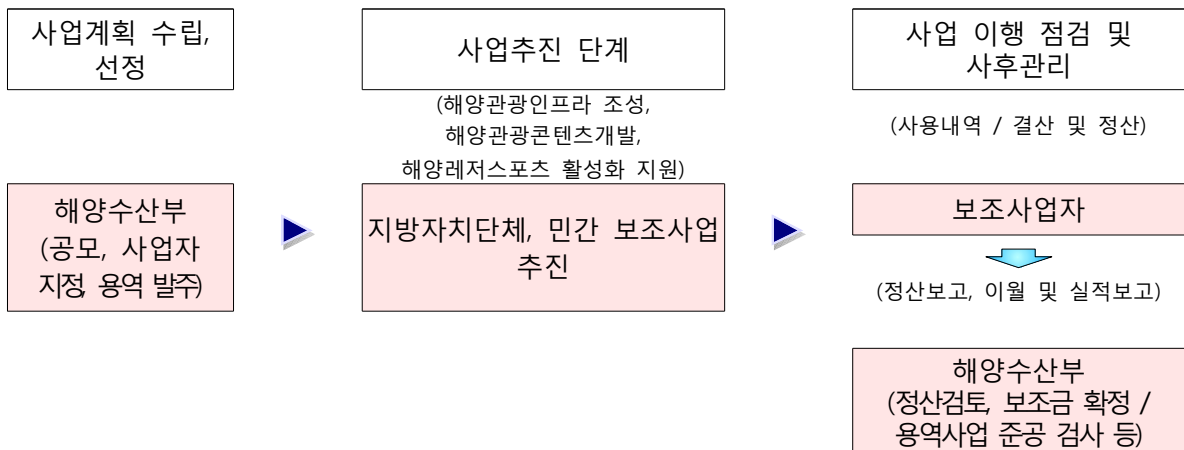 사업계획 수립,
선정
사업추진 단계
(해양관광인프라 조성,
해양관광콘텐츠개발,
해양레저스포츠 활성화 지원)
사업 이행 점검 및
사후관리
(사용내역 / 결산 및 정산)
해양수산부
(공모, 사업자
지정, 용역 발주)
지방자치단체, 민간 보조사업
추진
보조사업자
(정산보고, 이월 및 실적보고)
해양수산부
(정산검토, 보조금 확정 /
용역사업 준공 검사 등)